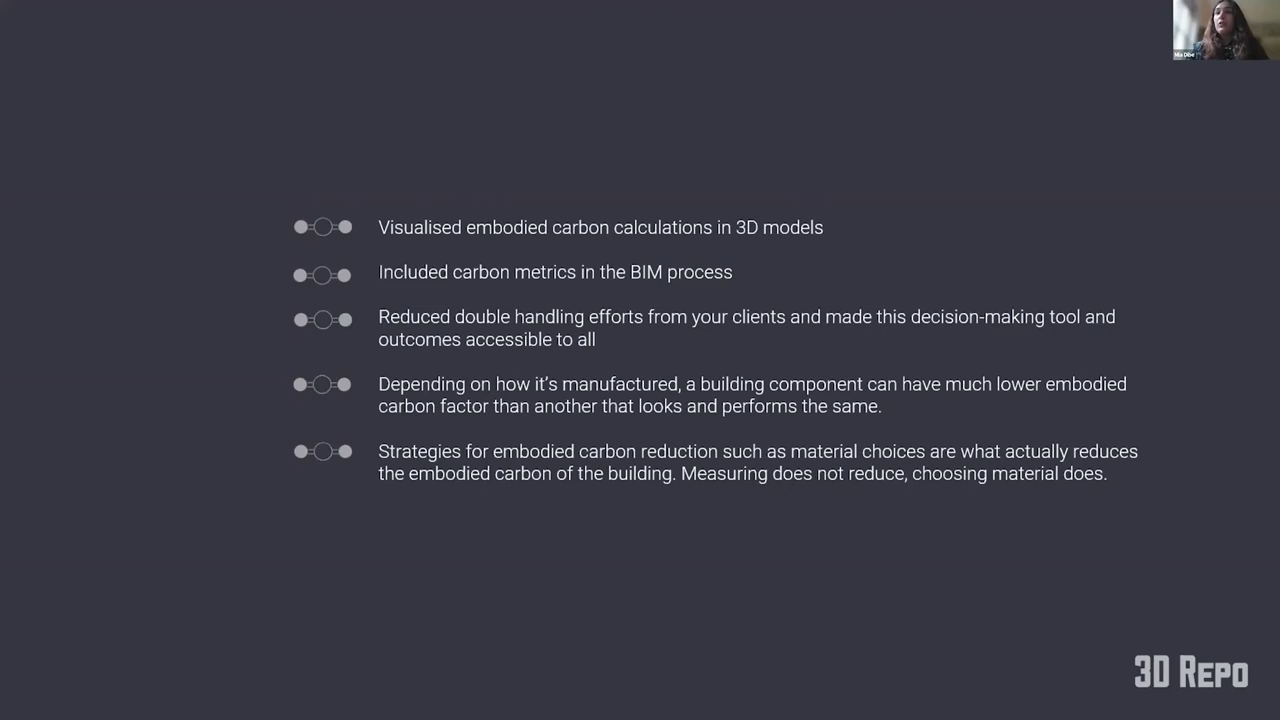 Mia Dibe
Visualised embodied carbon calculations in 3D models
Included carbon metrics in the BIM process
Reduced double handling efforts from your clients and made this decision-making tool and
outcomes accessible to all
Depending on how it's manufactured, a building component can have much lower embodied
carbon factor than another that looks and performs the same.
Strategies for embodied carbon reduction such as material choices are what actually reduces
the embodied carbon of the building. Measuring does not reduce, choosing material does.
3D REPO